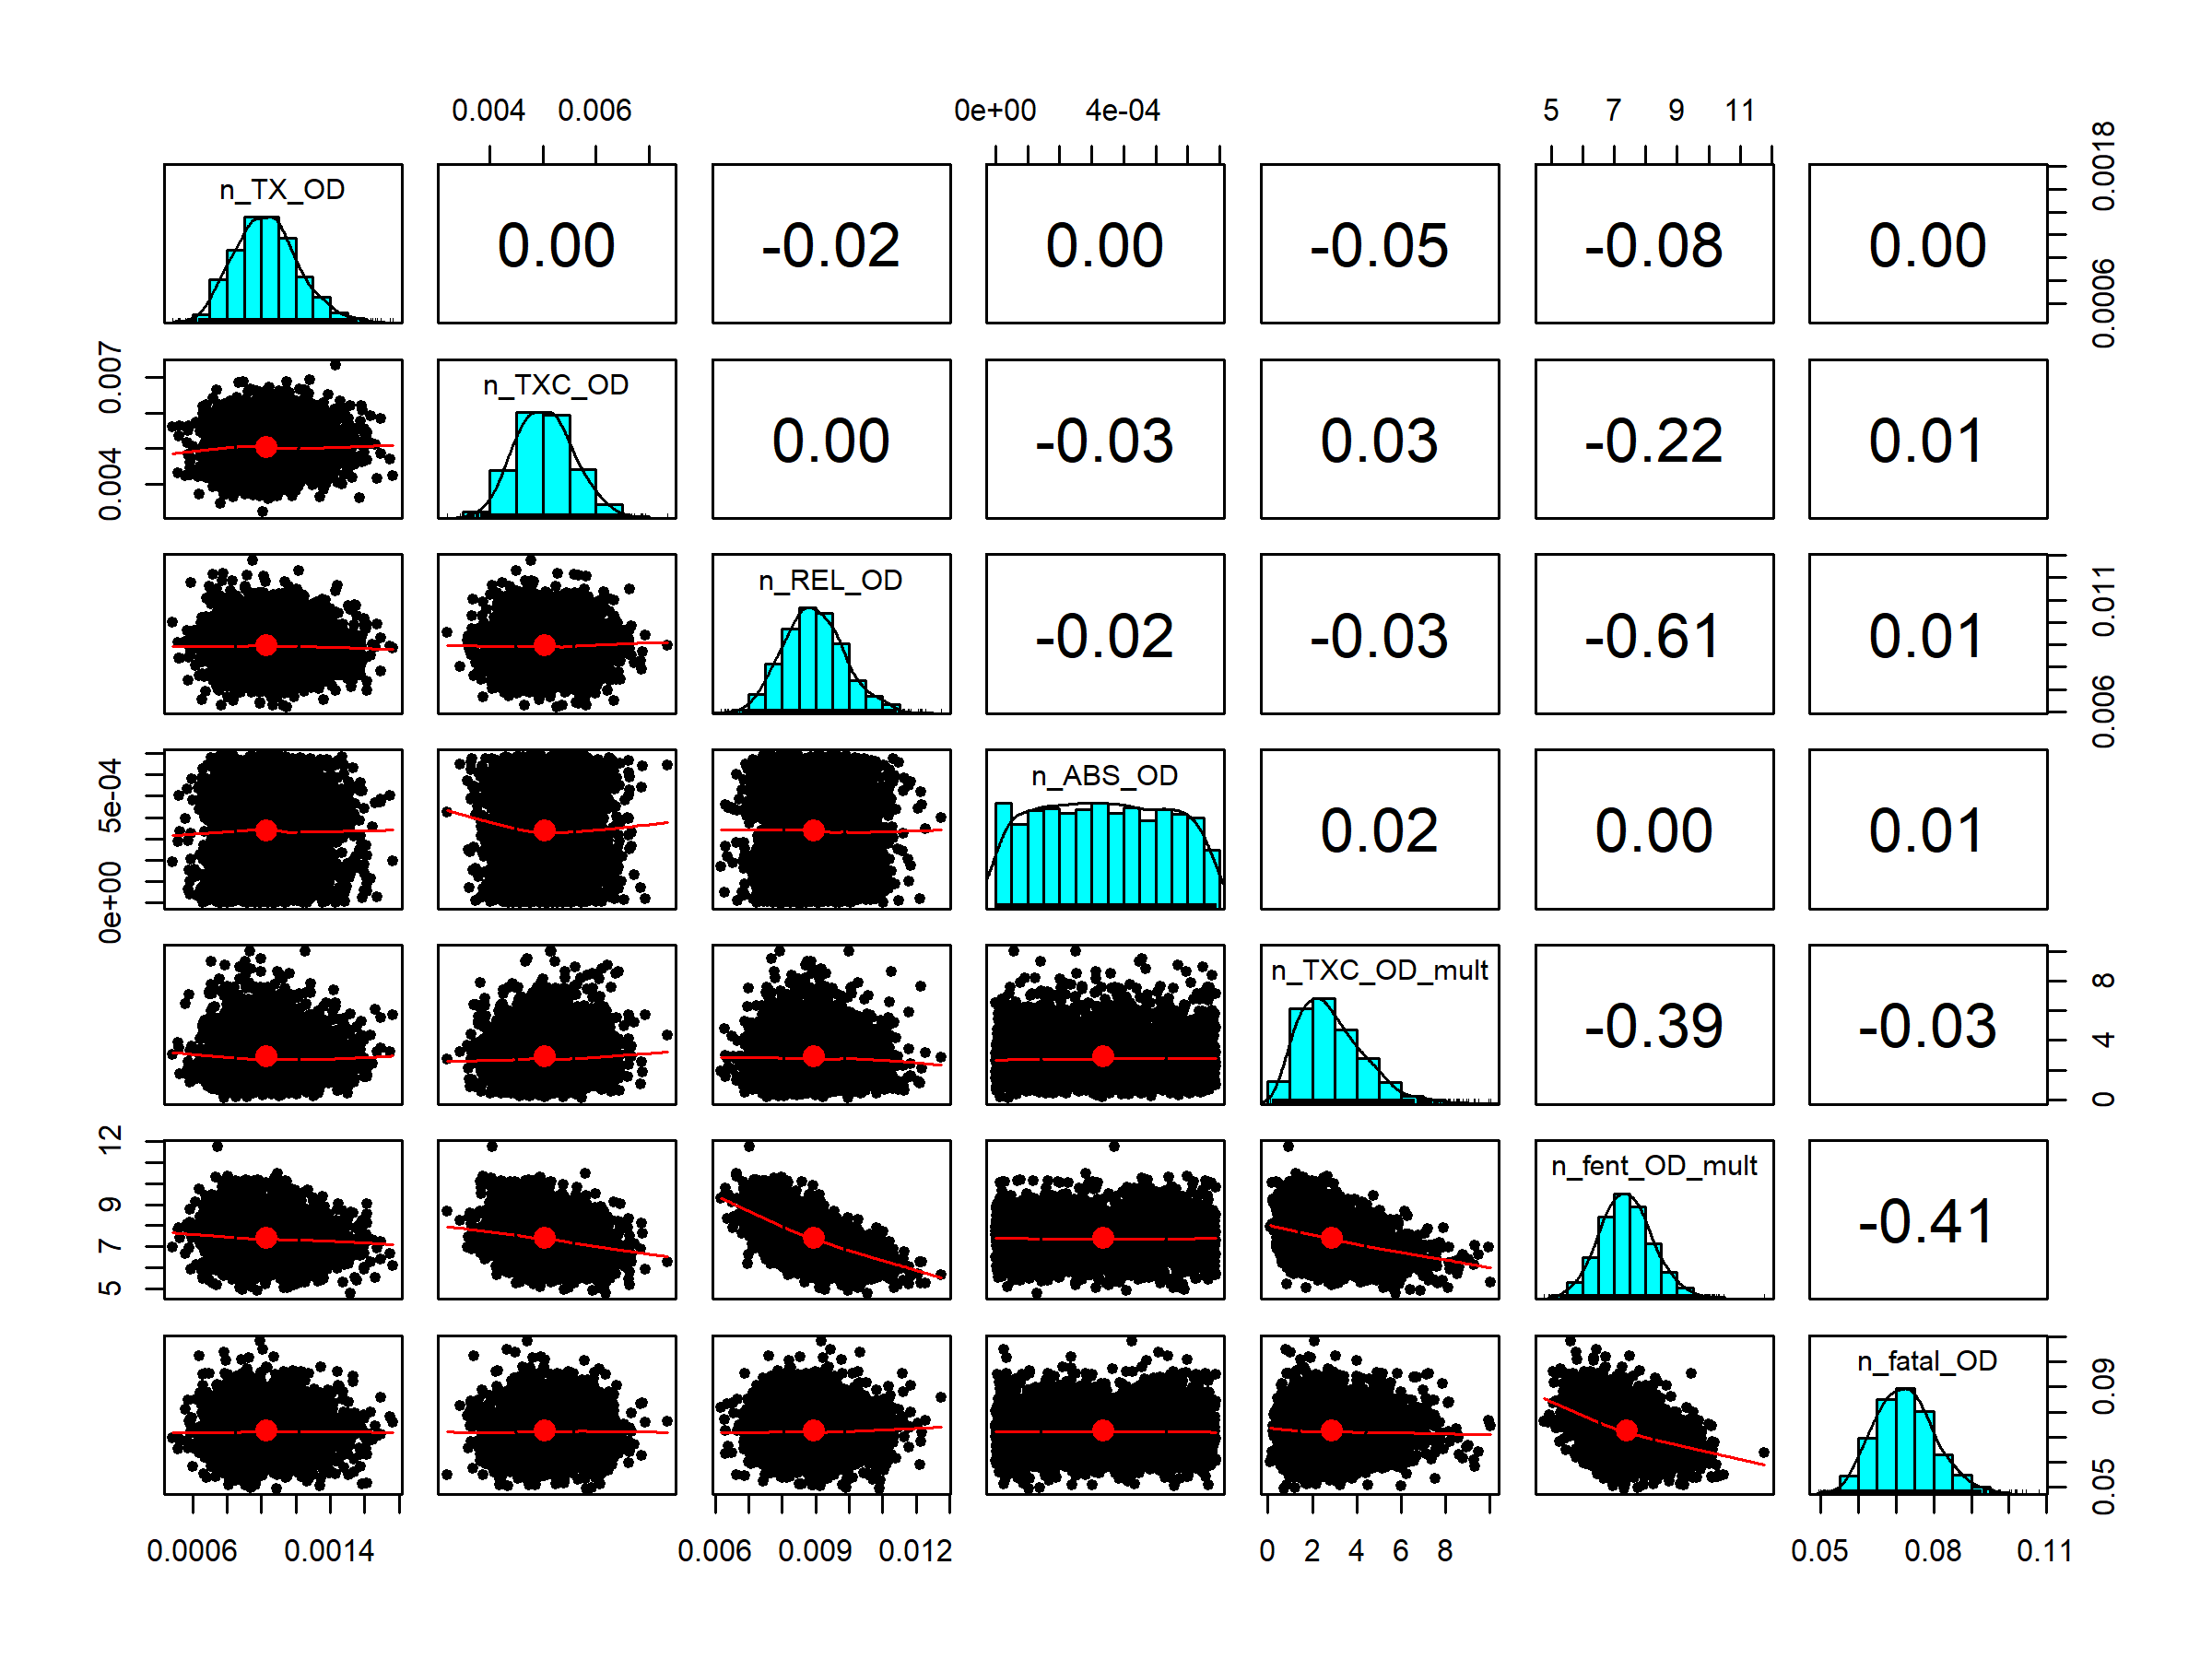 0.004 0.006 0e+00 4e-04 5 7 9 11
n_TX_OD 0.00 -0.02 0.00 -0.05 -0.08 0.00 0.0006 0.0018
0.004 0.007 n_TXC_OD 0.00 -0.03 0.03 -0.22 0.01
n_REL_OD -0.02 -0.03 -0.61 0.01 0.006 0.011
0e+00 5e-04 n_ABS_OD 0.02 0.00 0.01
n_TXC_OD_mult -0.39 -0.03 0 4 8
5 7 9 12 n_fent_OD_mult -0.41
n_fatal_OD 0.05 0.09
0.0006 0.0014 0.006 0.009 0.012 0 2 4 6 8 0.05 0.08 0.11